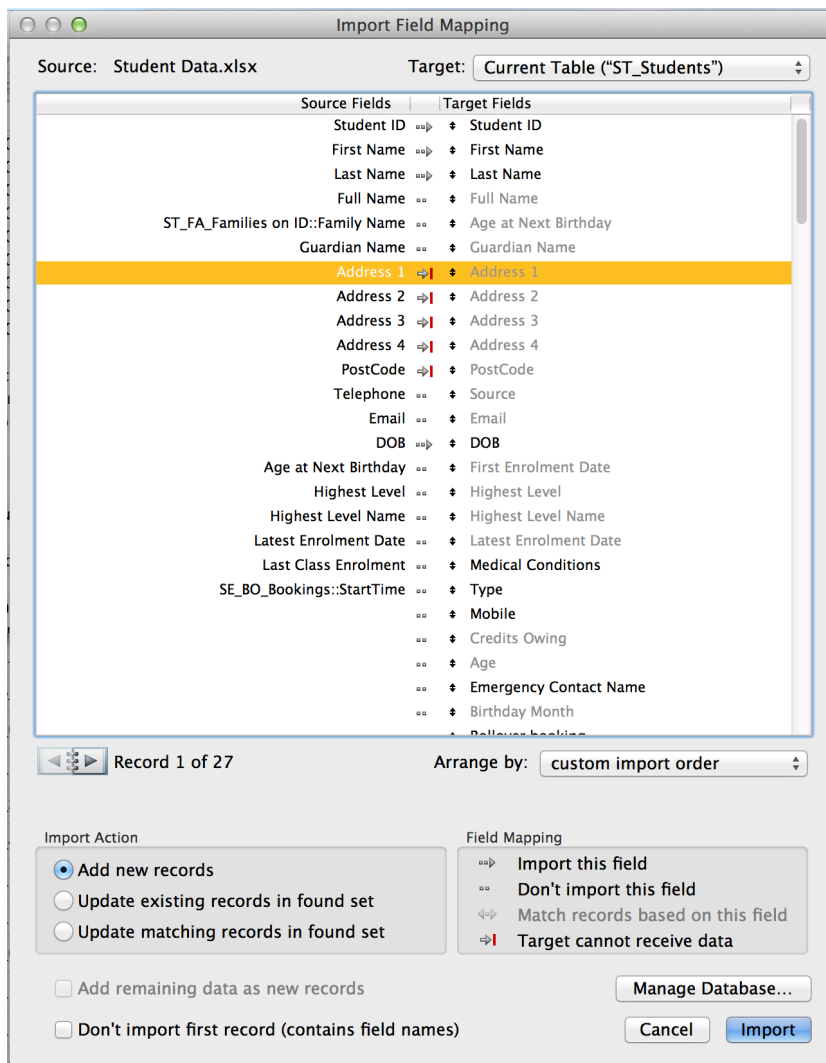 Import Field Mapping
Source: Student Data.xlsx Target: Current Table (“ST_Students”)
Source Fields Target Fields
Student ID Student ID
First Name First Name
Last Name Last Name
Full Name Full Name
ST_FA_Families on ID::Family Name Age at Next Birthday
Guardian Name Guardian Name
Address 1 Address 1
Address 2 Address 2
Address 3 Address 3
Address 4 Address 4
PostCode PostCode
Telephone Source
Email Email
DOB DOB
Age at Next Birthday First Enrolment Date
Highest Level Highest Level
Highest Level Name Highest Level Name
Latest Enrolment Date Latest Enrolment Date
Last Class Enrolment Medical Conditions
SE_BO_Bookings::StartTime Type
Mobile
Credits Owing
Age
Emergency Contact Name
Birthday Month
Rollover booking
Record 1 of 27 Arrange by: custom import order
Import Action Field Mapping
Add new records Import this field
Update existing records in found set Don't import this field
Update matching records in found set Match records based on this field
Target cannot receive data
Add remaining data as new records Manage Database...
Don't import first record (contains field names) Cancel Import